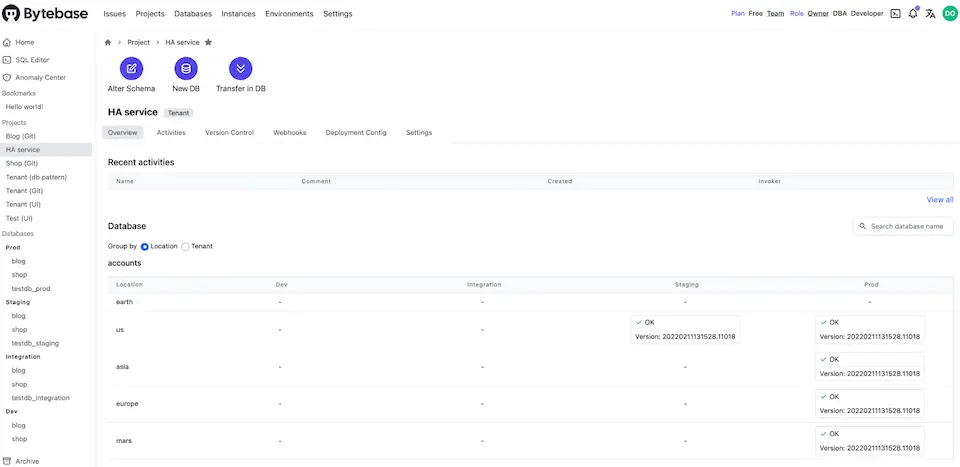 Bytebase Issues Projects Databases Instances Environments Settings Plan Free Team Role Owner DBA Developer DO
Home
SQL Editor
Anomaly Center
Bookmarks
Hello world!
Projects
Blog (Git)
HA service
Shop (Git)
Tenant (db pattern)
Tenant (Git)
Tenant (UI)
Test (UI)
Databases
Prod
blog
shop
testdb_prod
Staging
blog
shop
testdb_staging
Integration
blog
shop
testdb_integration
Dev
blog
shop
Archive
> Project > HA service
Alter Schema New DB Transfer in DB
HA service Tenant
Overview Activities Version Control Webhooks Deployment Config Settings
Recent activities
Name Comment Created Invoker
View all
Database
Search database name
Group by Location Tenant
accounts
Location Dev Integration Staging Prod
earth - - - -
us - -
OK OK
Version: 20220211131528.11018 Version: 20220211131528.11018
asia - - -
OK
Version: 20220211131528.11018
europe - - -
OK
Version: 20220211131528.11018
mars - - -
OK
Version: 20220211131528.11018